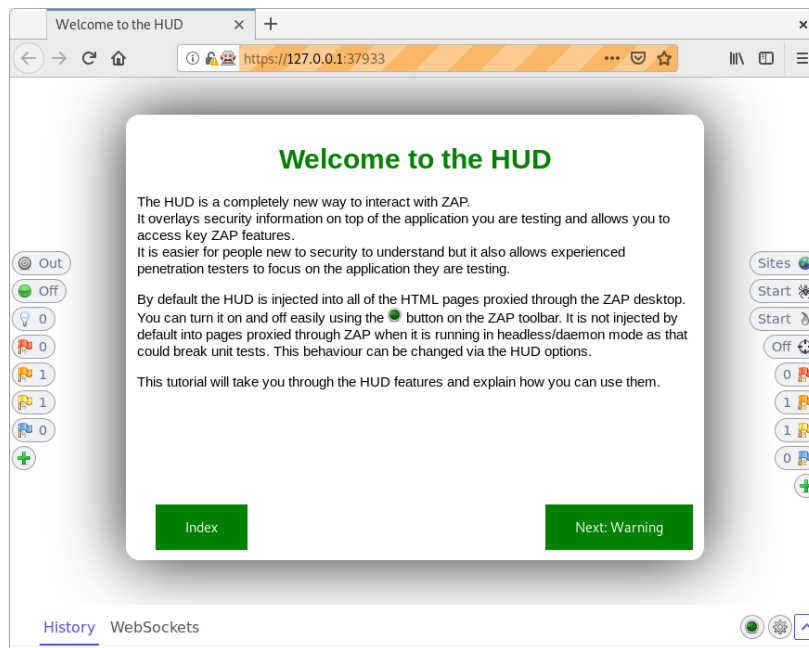 Welcome to the HUD
https://127.0.0.1:37933
Welcome to the HUD
The HUD is a completely new way to interact with ZAP.
It overlays security information on top of the application you are testing and allows you to
access key ZAP features.
It is easier for people new to security to understand but it also allows experienced
penetration testers to focus on the application they are testing.
By default the HUD is injected into all of the HTML pages proxied through the ZAP desktop.
You can turn it on and off easily using the button on the ZAP toolbar. It is not injected by
default into pages proxied through ZAP when it is running in headless/daemon mode as that
could break unit tests. This behaviour can be changed via the HUD options.
This tutorial will take you through the HUD features and explain how you can use them.
Out
Off
0
0
1
1
0
Sites
Start
Start
Off
0
1
1
0
Index
Next: Warning
History WebSockets